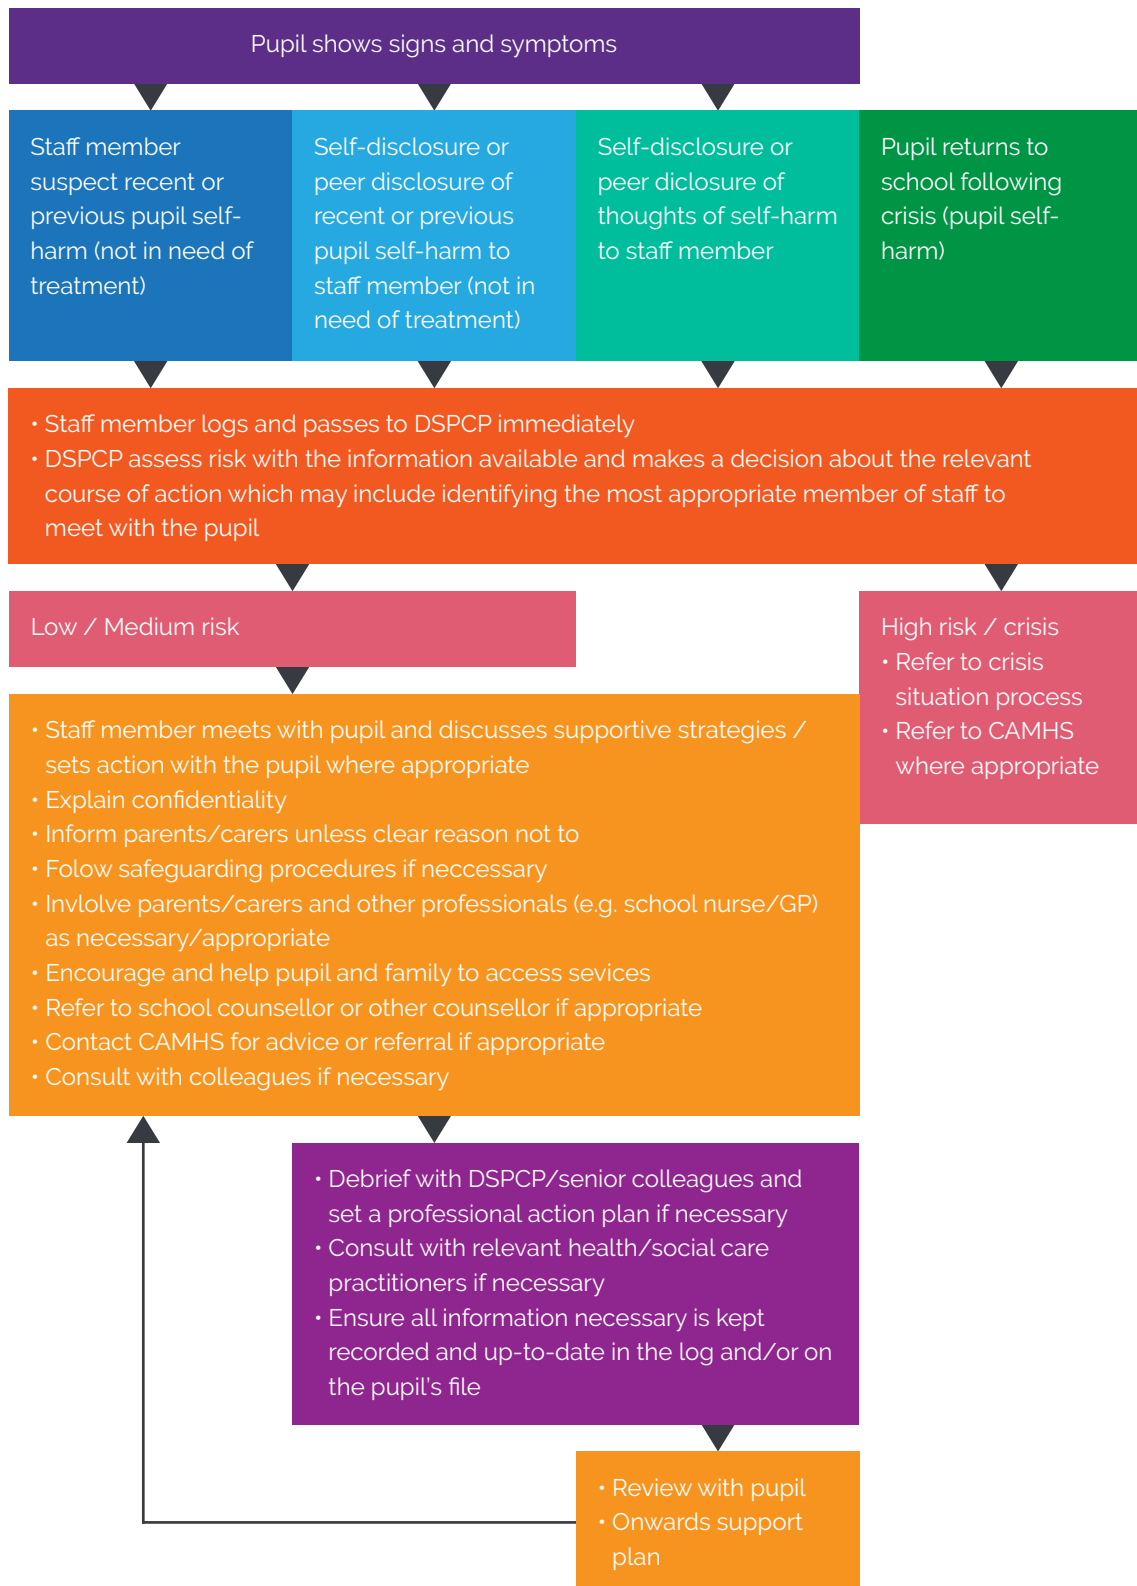 Pupil shows signs and symptoms
Staff member
suspect recent or
previous pupil self-
harm (not in need of
treatment)
Self-disclosure or
peer disclosure of
recent or previous
pupil self-harm to
staff member (not in
need of treatment)
Self-disclosure or
peer diclosure of
thoughts of self-harm
to staff member
Pupil returns to
school following
crisis (pupil self-
harm)
• Staff member logs and passes to DSPCP immediately
• DSPCP assess risk with the information available and makes a decision about the relevant
course of action which may include identifying the most appropriate member of staff to
meet with the pupil
Low / Medium risk
High risk / crisis
• Refer to crisis
situation process
• Refer to CAMHS
where appropriate
• Staff member meets with pupil and discusses supportive strategies /
sets action with the pupil where appropriate
• Explain confidentiality
• Inform parents/carers unless clear reason not to
• Folow safeguarding procedures if neccessary
• Invlolve parents/carers and other professionals (e.g. school nurse/GP)
as necessary/appropriate
• Encourage and help pupil and family to access sevices
• Refer to school counsellor or other counsellor if appropriate
• Contact CAMHS for advice or referral if appropriate
• Consult with colleagues if necessary
• Debrief with DSPCP/senior colleagues and
set a professional action plan if necessary
• Consult with relevant health/social care
practitioners if necessary
• Ensure all information necessary is kept
recorded and up-to-date in the log and/or on
the pupil's file
• Review with pupil
• Onwards support
plan